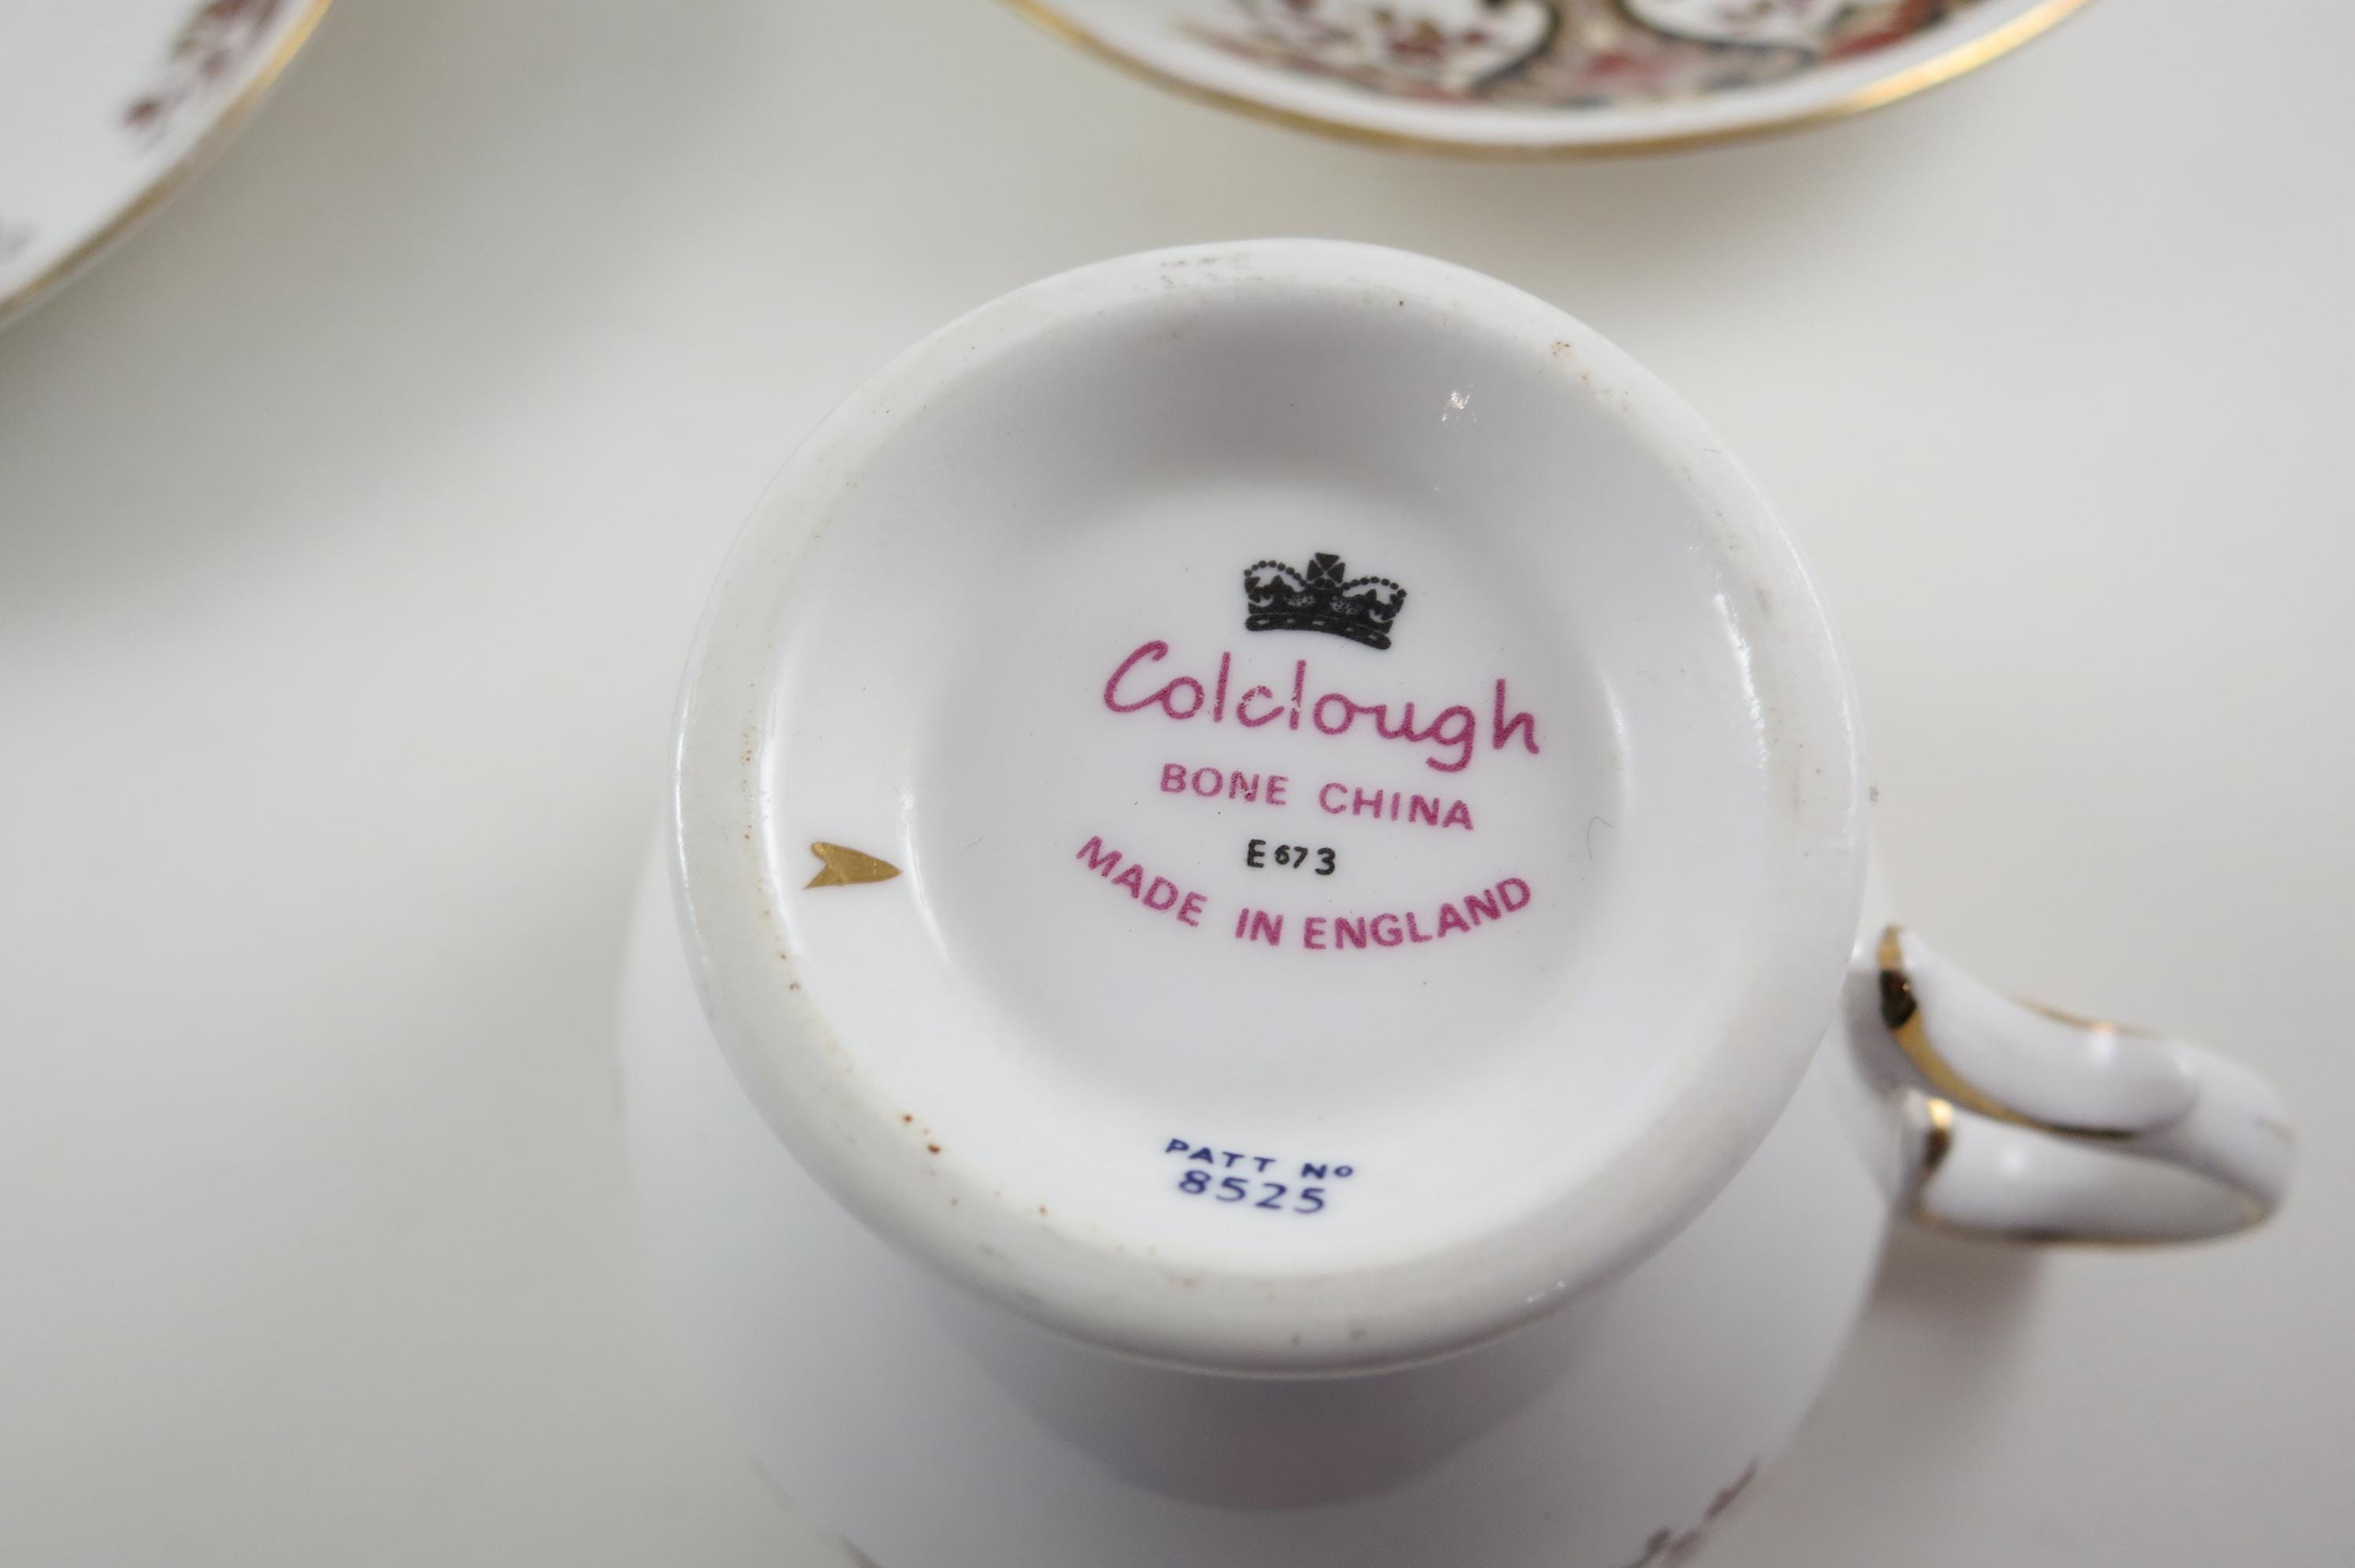 Colclough
BONE CHINA
E673
MADE IN ENGLAND
PATT Nº
8525